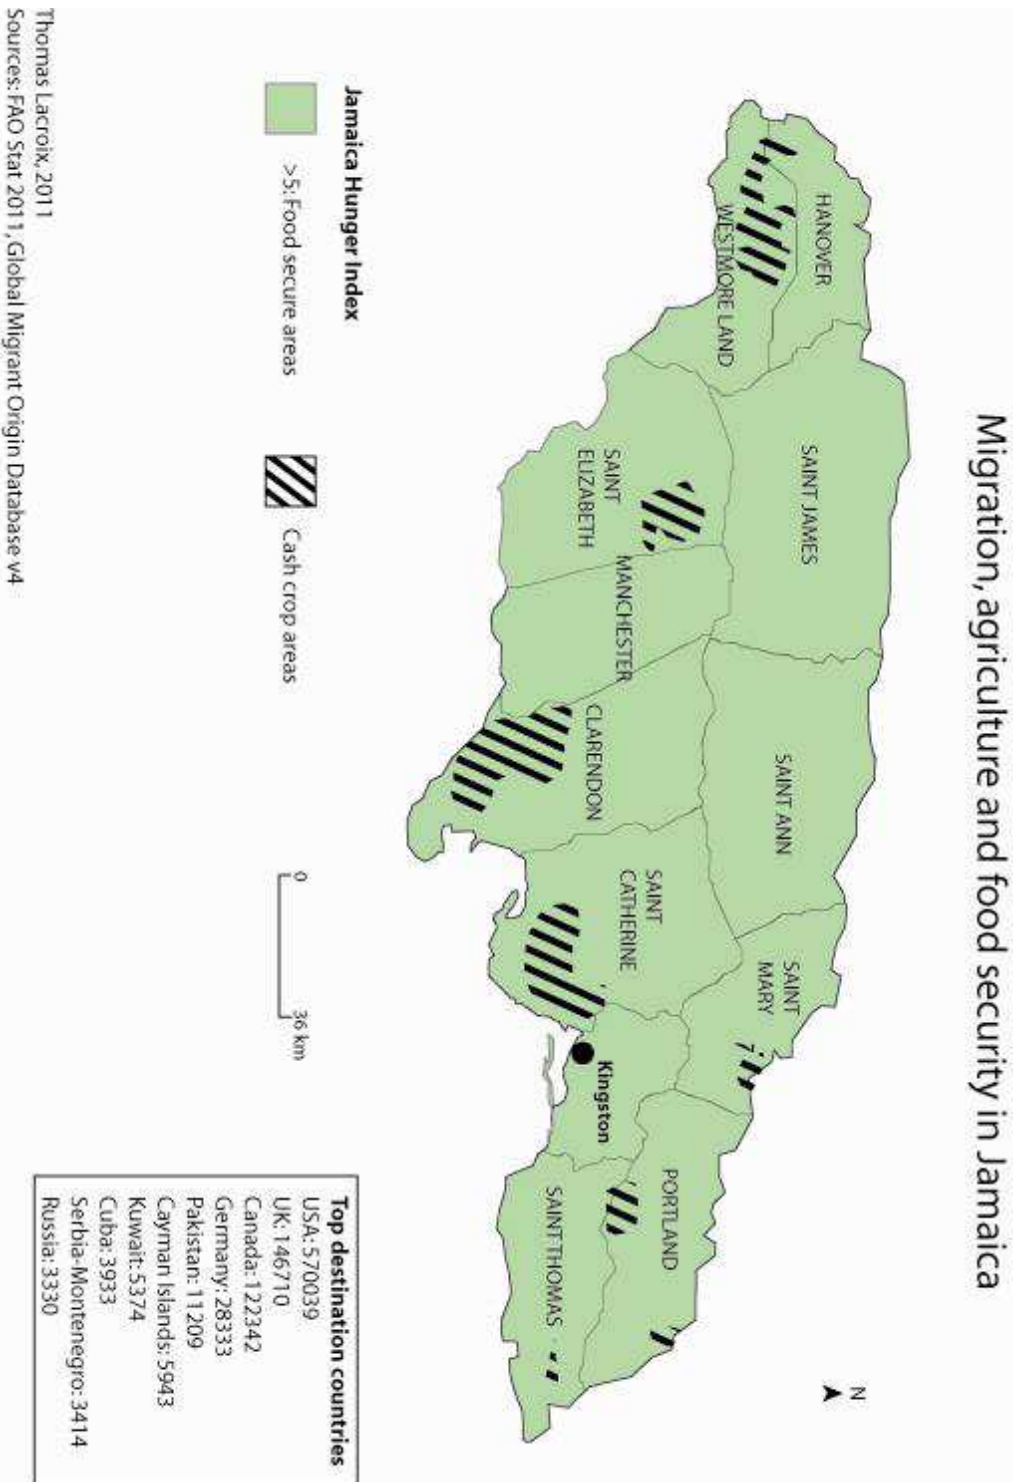 Migration, agriculture and food security in Jamaica
N
HANOVER
WESTMORE LAND
SAINT JAMES
SAINT
ELIZABETH
MANCHESTER
SAINT ANN
CLARENDON
SAINT
CATHERINE
SAINT
MARY
Kingston
PORTLAND
SAINT THOMAS
Jamaica Hunger Index
>5: Food secure areas
Cash crop areas
0
36 km
Top destination countries
USA: 570039
UK: 146710
Canada: 122342
Germany: 28333
Pakistan: 11209
Cayman Islands: 5943
Kuwait: 5374
Cuba: 3933
Serbia-Montenegro: 3414
Russia: 3330
Thomas Lacroix, 2011
Sources: FAO Stat 2011, Global Migrant Origin Database v4